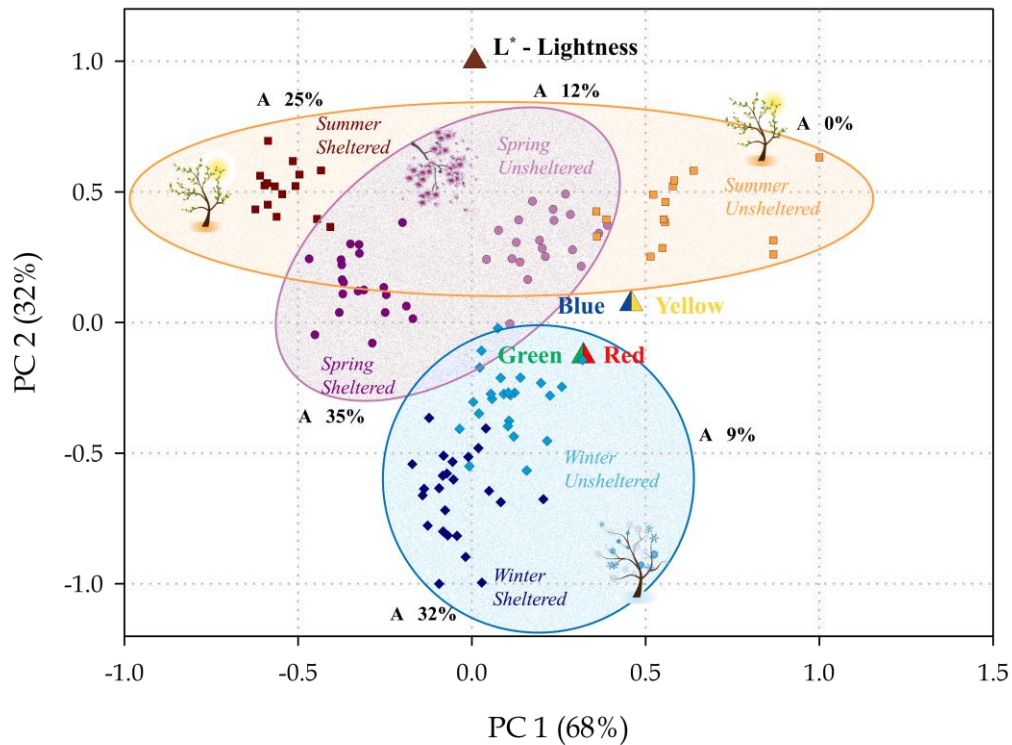 L* - Lightness
1.0
A 25%
A 12%
A 0%
Summer
Sheltered
Spring
Unsheltered
Summer
Unsheltered
0.5
Blue
Yellow
0.0
Green
Red
Spring
Sheltered
A 35%
A 9%
-0.5
Winter
Unsheltered
Winter
Sheltered
-1.0
A 32%
-1.0
-0.5
0.0
0.5
1.0
1.5
PC 2 (32%)
PC 1 (68%)